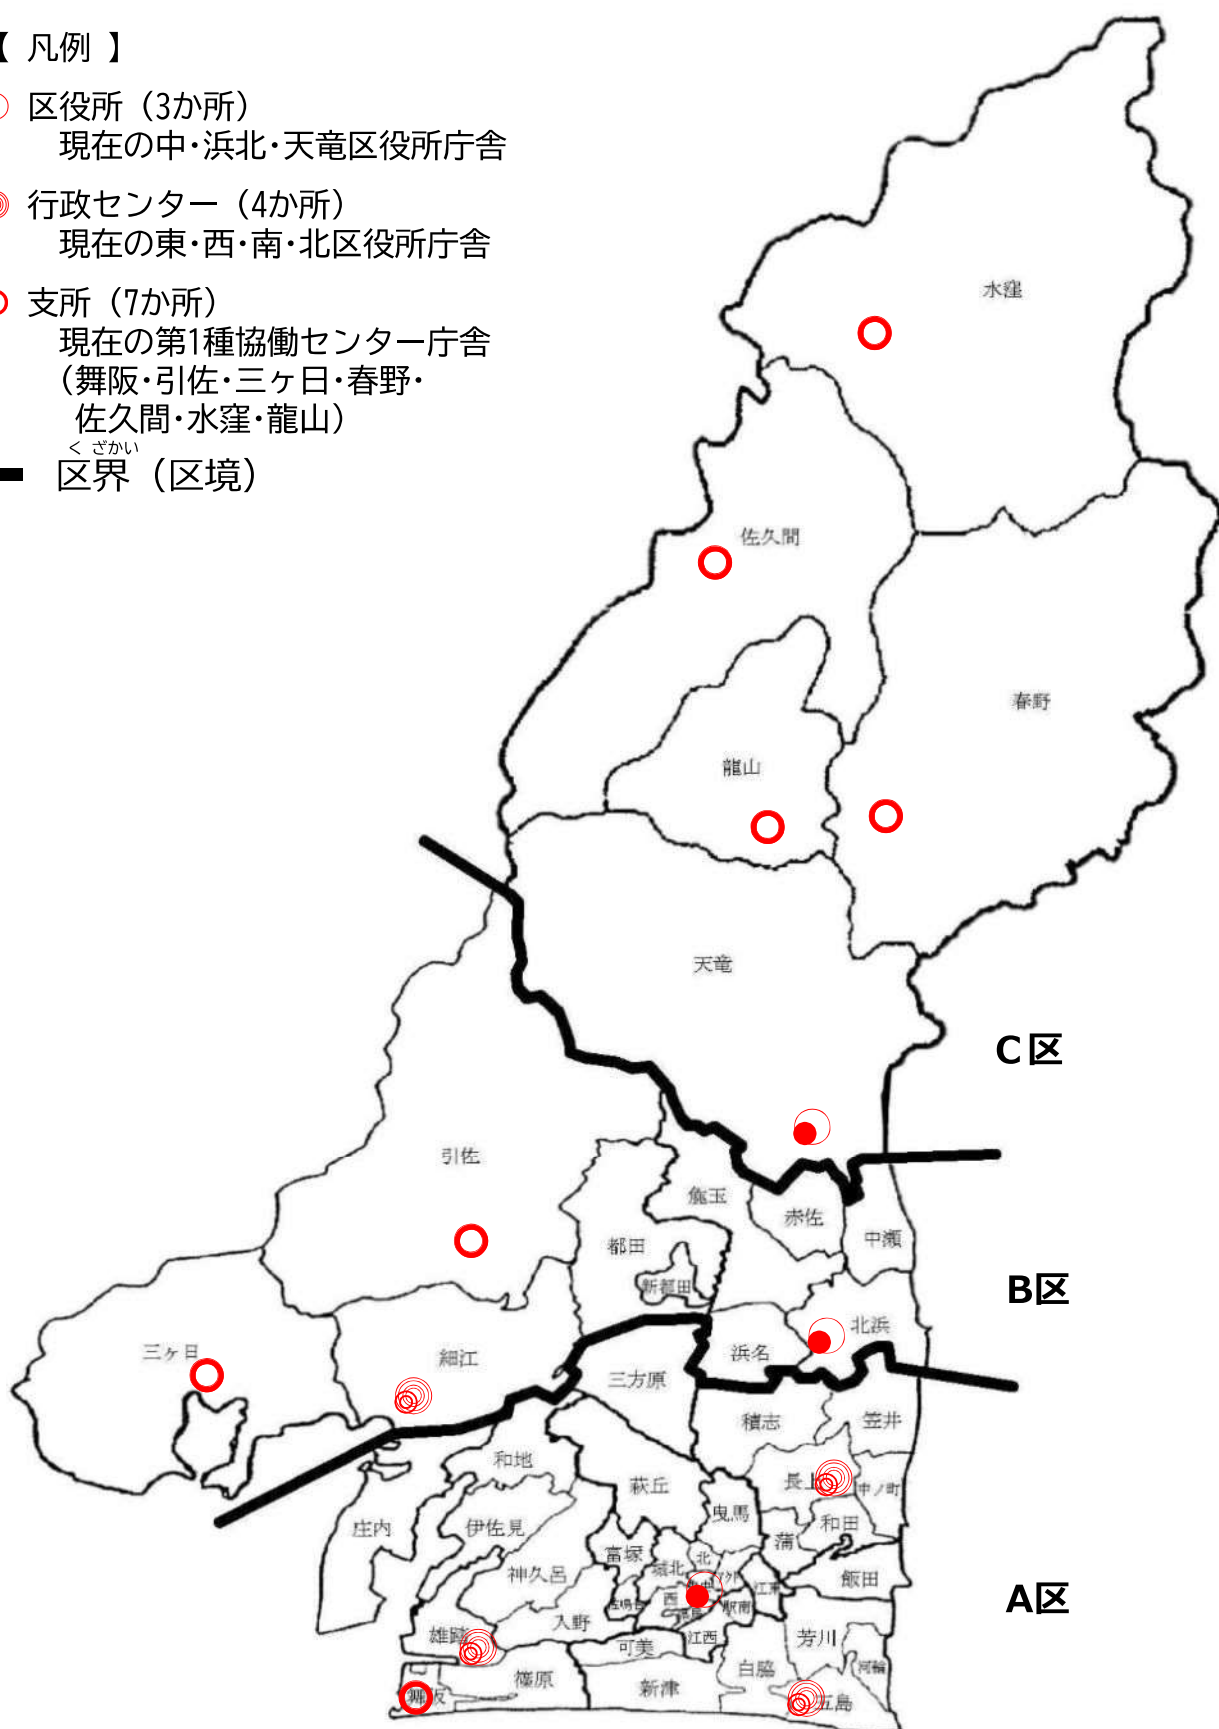 【 凡例 】
区役所（3か所）
現在の中・浜北・天竜区役所庁舎
行政センター（4か所）
現在の東・西・南・北区役所庁舎
支所（7か所）
現在の第1種協働センター庁舎
（舞阪・引佐・三ヶ日・春野・
佐久間・水窪・龍山）
くざかい
区界（区境）
水窪
佐久間
春野
龍山
天竜
C区
引佐
麁玉
赤佐
中瀬
都田
新都田
B区
北浜
三ヶ日
細江
浜名
三方原
積志
笠井
和地
萩丘
長上
中ノ町
曳馬
庄内
伊佐見
和田
蒲
富塚
城北
北
神久呂
飯田
江東
A区
西
駅南
入野
雄踏
可美
江西
芳川
白脇
河輪
篠原
新津
舞阪
五島